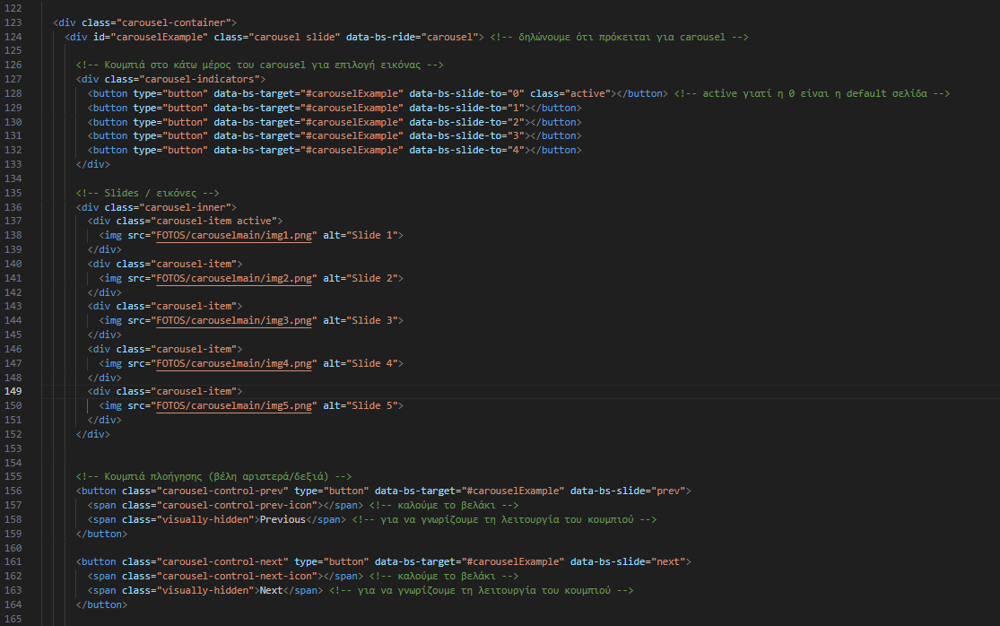 122
123 <div class="carousel-container">
124 <div id="carouselExample" class="carousel slide" data-bs-ride="carousel"> <!-- δηλώνουμε ότι πρόκειται για carousel -->
125
126 <!-- Κουμπιά στο κάτω μέρος του carousel για επιλογή εικόνας -->
127 <div class="carousel-indicators">
128 <button type="button" data-bs-target="#carouselExample" data-bs-slide-to="0" class="active"></button> <!-- active γιατί η 0 είναι η default σελίδα -->
129 <button type="button" data-bs-target="#carouselExample" data-bs-slide-to="1"></button>
130 <button type="button" data-bs-target="#carouselExample" data-bs-slide-to="2"></button>
131 <button type="button" data-bs-target="#carouselExample" data-bs-slide-to="3"></button>
132 <button type="button" data-bs-target="#carouselExample" data-bs-slide-to="4"></button>
133 </div>
134
135 <!-- Slides / εικόνες -->
136 <div class="carousel-inner">
137 <div class="carousel-item active">
138 <img src="FOTOS/carouselmain/img1.png" alt="Slide 1">
139 </div>
140 <div class="carousel-item">
141 <img src="FOTOS/carouselmain/img2.png" alt="Slide 2">
142 </div>
143 <div class="carousel-item">
144 <img src="FOTOS/carouselmain/img3.png" alt="Slide 3">
145 </div>
146 <div class="carousel-item">
147 <img src="FOTOS/carouselmain/img4.png" alt="Slide 4">
148 </div>
149 <div class="carousel-item">
150 <img src="FOTOS/carouselmain/img5.png" alt="Slide 5">
151 </div>
152 </div>
153
154
155 <!-- Κουμπιά πλοήγησης (βέλη αριστερά/δεξιά) -->
156 <button class="carousel-control-prev" type="button" data-bs-target="#carouselExample" data-bs-slide="prev">
157 <span class="carousel-control-prev-icon"></span> <!-- καλούμε το βελάκι -->
158 <span class="visually-hidden">Previous</span> <!-- για να γνωρίζουμε τη λειτουργία του κουμπιού -->
159 </button>
160
161 <button class="carousel-control-next" type="button" data-bs-target="#carouselExample" data-bs-slide="next">
162 <span class="carousel-control-next-icon"></span> <!-- καλούμε το βελάκι -->
163 <span class="visually-hidden">Next</span> <!-- για να γνωρίζουμε τη λειτουργία του κουμπιού -->
164 </button>
165